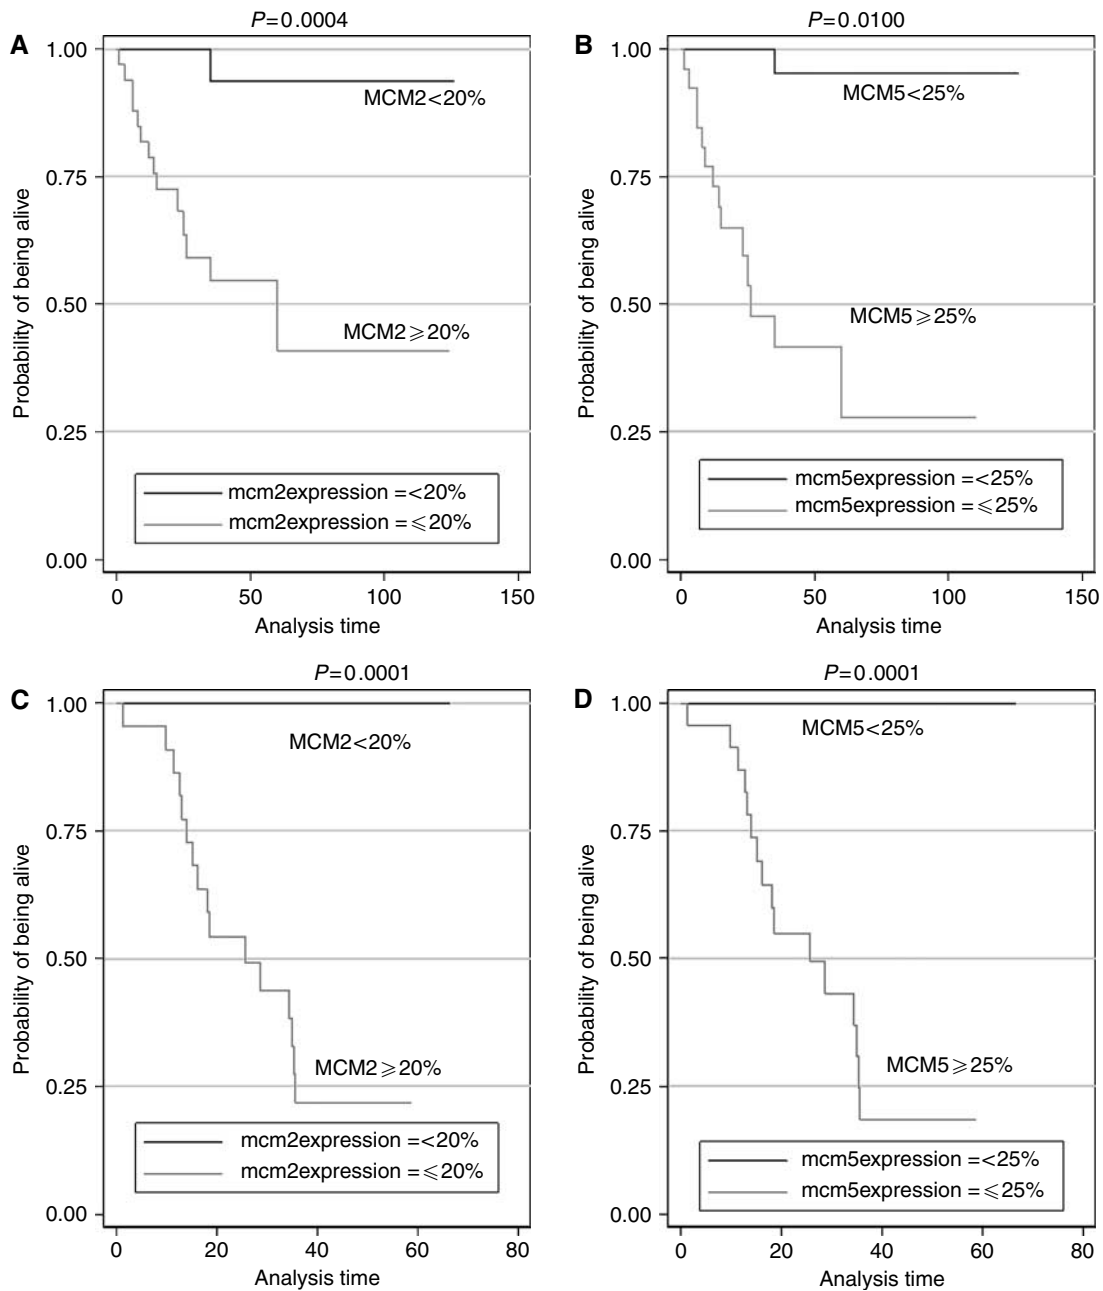 P=0.0004
A
1.00
0.75
0.50
0.25
0.00
Probability of being alive
MCM2<20%
MCM2⩾20%
mcm2expression =<20%
mcm2expression =⩽20%
0 50 100 150
Analysis time
P=0.0100
B
1.00
0.75
0.50
0.25
0.00
Probability of being alive
MCM5<25%
MCM5⩾25%
mcm5expression =<25%
mcm5expression =⩽25%
0 50 100 150
Analysis time
P=0.0001
C
1.00
0.75
0.50
0.25
0.00
Probability of being alive
MCM2<20%
MCM2⩾20%
mcm2expression =<20%
mcm2expression =⩽20%
0 20 40 60 80
Analysis time
P=0.0001
D
1.00
0.75
0.50
0.25
0.00
Probability of being alive
MCM5<25%
MCM5⩾25%
mcm5expression =<25%
mcm5expression =⩽25%
0 20 40 60 80
Analysis time